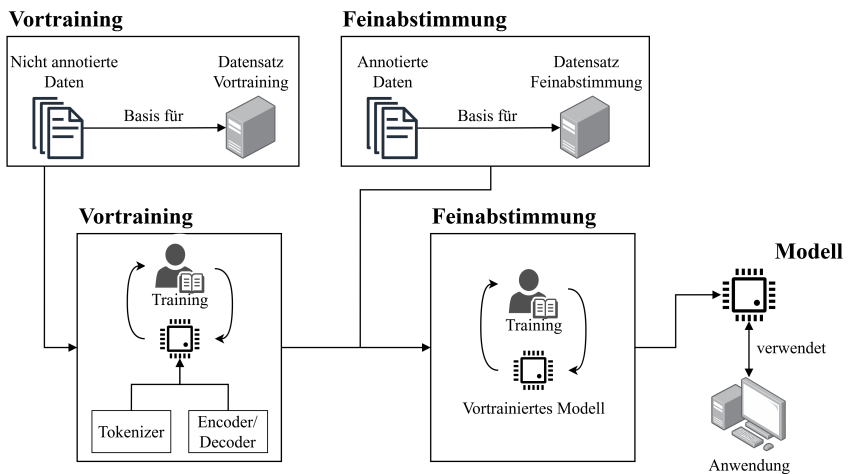 Vortraining
Feinabstimmung
Nicht annotierte
Daten
Datensatz
Vortraining
Basis für
Annotierte
Daten
Datensatz
Feinabstimmung
Basis für
Vortraining
Training
Tokenizer
Encoder/
Decoder
Feinabstimmung
Training
Vortrainiertes Modell
Modell
verwendet
Anwendung